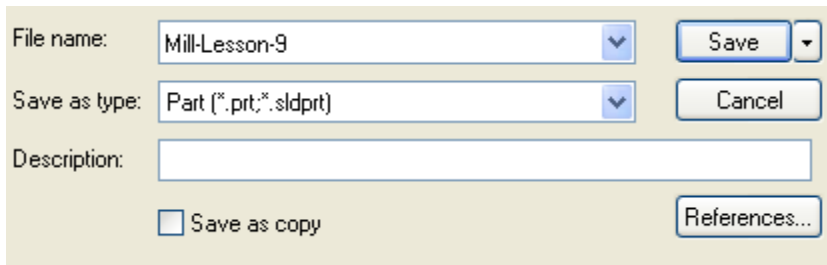 File name: Mill-Lesson-9 Save
Save as type: Part (*.prt;*.sldprt) Cancel
Description:
Save as copy References...